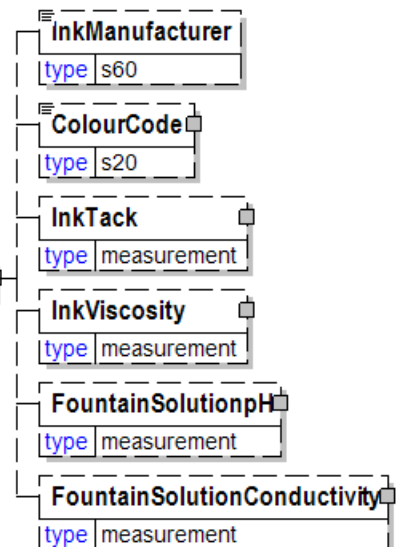 InkManufacturer
type s60
ColourCode
type s20
InkTack
type measurement
InkViscosity
type measurement
FountainSolutionpH
type measurement
FountainSolutionConductivity
type measurement